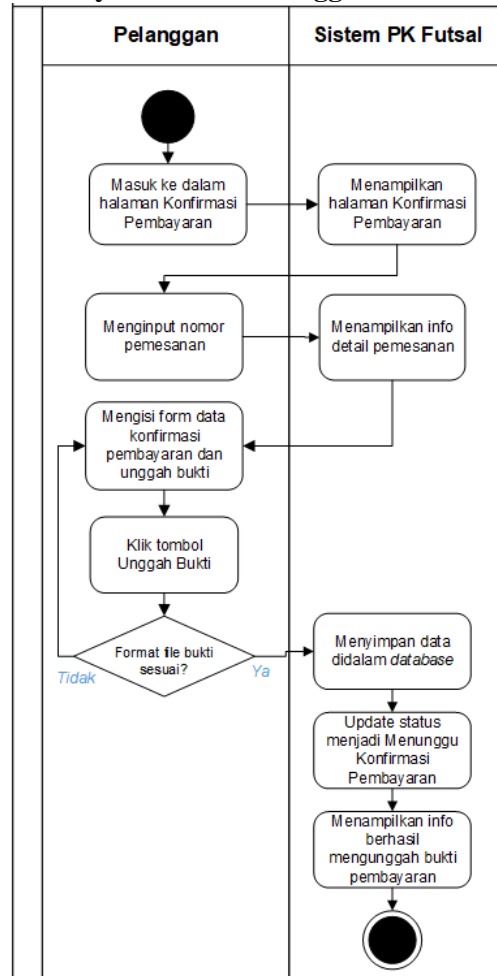 Pelanggan
Sistem PK Futsal
Masuk ke dalam
halaman Konfirmasi
Pembayaran
Menampilkan
halaman Konfirmasi
Pembayaran
Menginput nomor
pemesanan
Menampilkan info
detail pemesanan
Mengisi form data
konfirmasi
pembayaran dan
unggah bukti
Klik tombol
Unggah Bukti
Format file bukti
sesuai?
Tidak
Ya
Menyimpan data
didalam database
Update status
menjadi Menunggu
Konfirmasi
Pembayaran
Menampilkan info
berhasil
mengunggah bukti
pembayaran